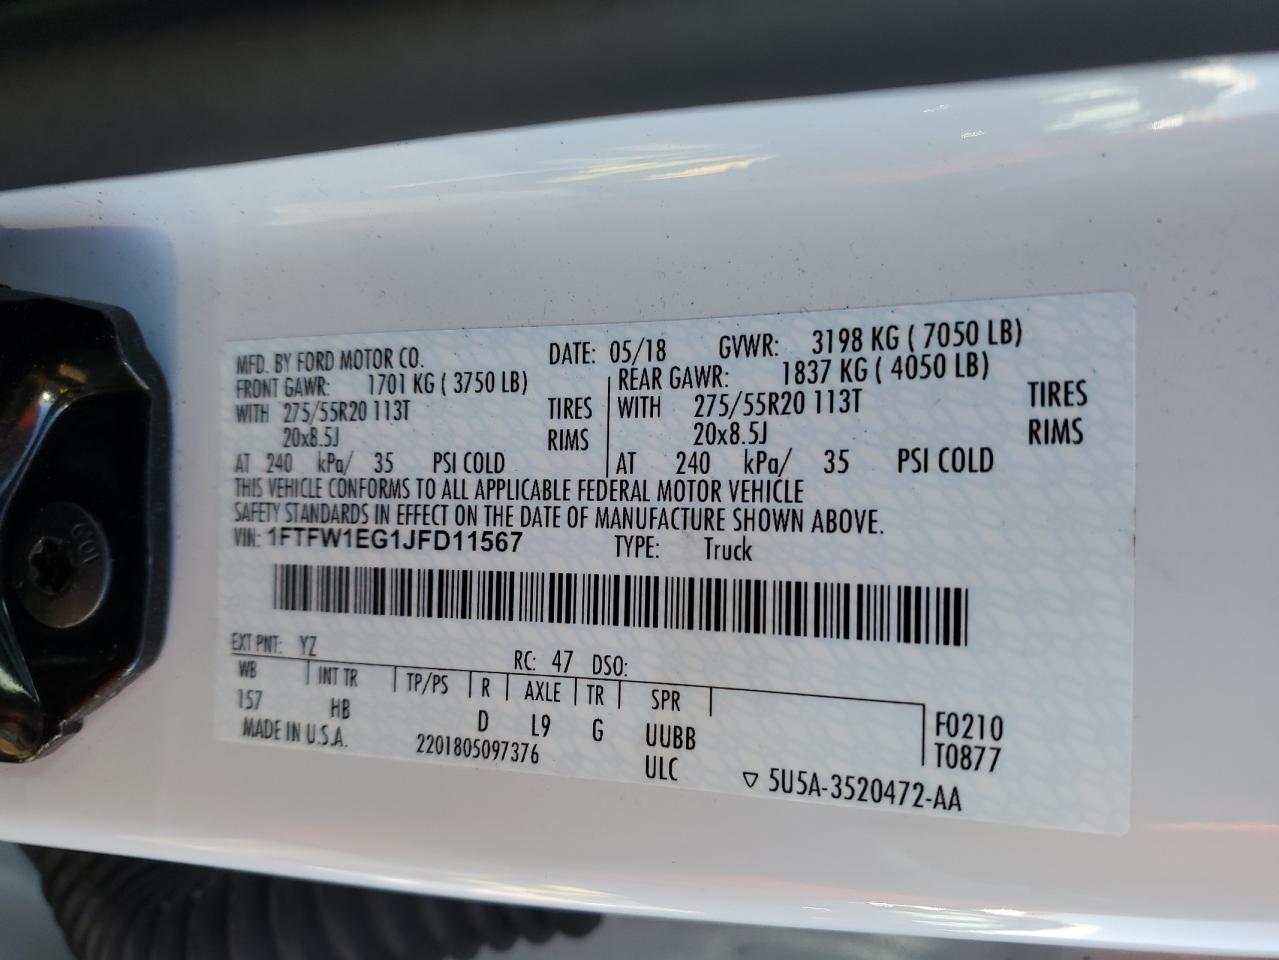 MFD. BY FORD MOTOR CO. DATE: 05/18 GVWR: 3198 KG ( 7050 LB)
FRONT GAWR: 1701 KG ( 3750 LB) REAR GAWR: 1837 KG ( 4050 LB)
WITH 275/55R20 113T TIRES WITH 275/55R20 113T TIRES
20x8.5J RIMS 20x8.5J RIMS
AT 240 kPa/ 35 PSI COLD AT 240 kPa/ 35 PSI COLD
THIS VEHICLE CONFORMS TO ALL APPLICABLE FEDERAL MOTOR VEHICLE
SAFETY STANDARDS IN EFFECT ON THE DATE OF MANUFACTURE SHOWN ABOVE.
VIN: 1FTFW1EG1JFD11567 TYPE: Truck
EXT PNT: YZ RC: 47 DSO:
WB INT TR TP/PS R AXLE TR SPR
157 HB D L9 G UUBB F0210
MADE IN U.S.A. 2201805097376 ULC T0877
▽ 5U5A-3520472-AA